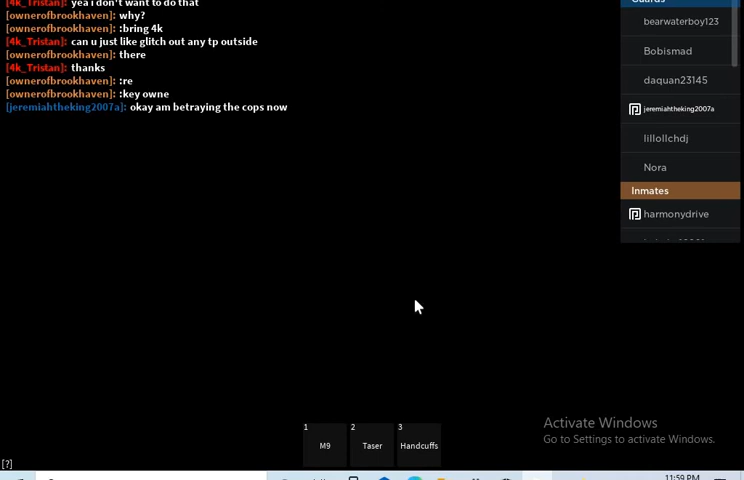 [4k_Tristan]: yea i don't want to do that
[ownerofbrookhaven]: why?
[ownerofbrookhaven]: :bring 4k
[4k_Tristan]: can u just like glitch out any tp outside
[ownerofbrookhaven]: there
[4k_Tristan]: thanks
[ownerofbrookhaven]: :re
[ownerofbrookhaven]: :key owne
[jeremiahtheking2007a]: okay am betraying the cops now
Guards
bearwaterboy123
Bobismad
daquan23145
jeremiahtheking2007a
lillollchdj
Nora
Inmates
harmonydrive
1
M9
2
Taser
3
Handcuffs
Activate Windows
Go to Settings to activate Windows.
[?]
11:59 PM